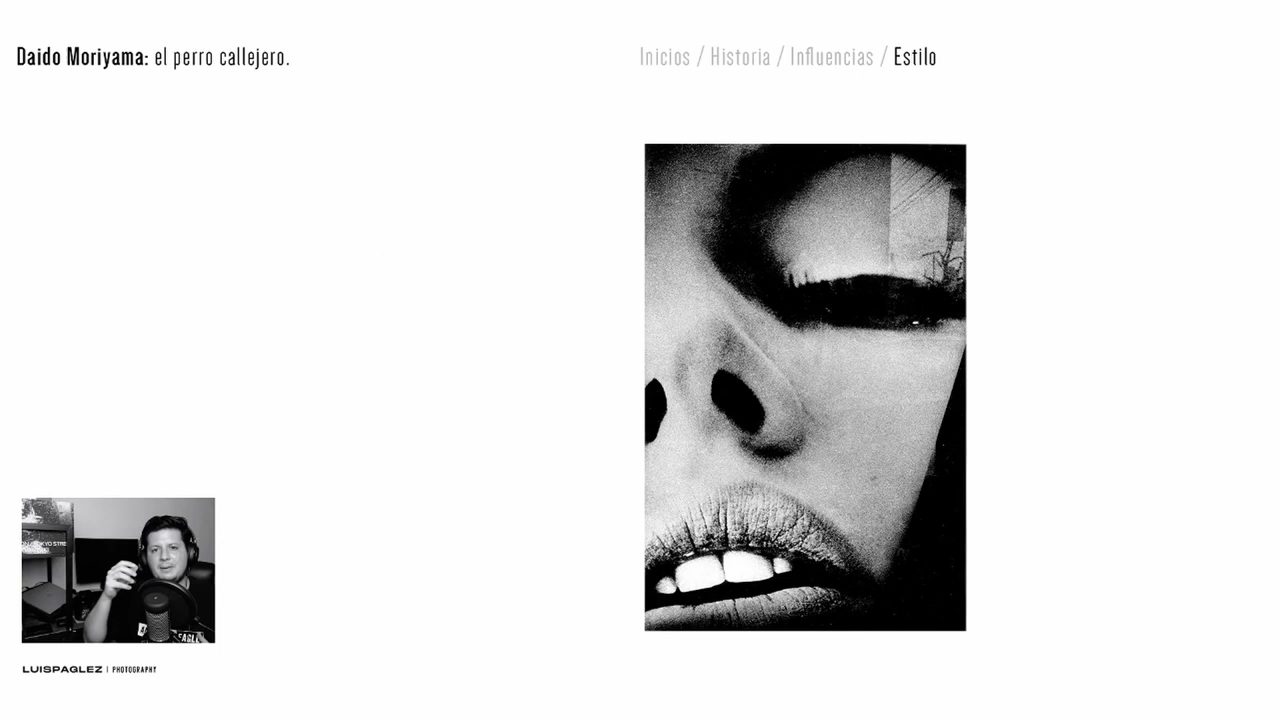 Daido Moriyama: el perro callejero.
Inicios / Historia / Influencias / Estilo
LUISPAGLEZ | PHOTOGRAPHY